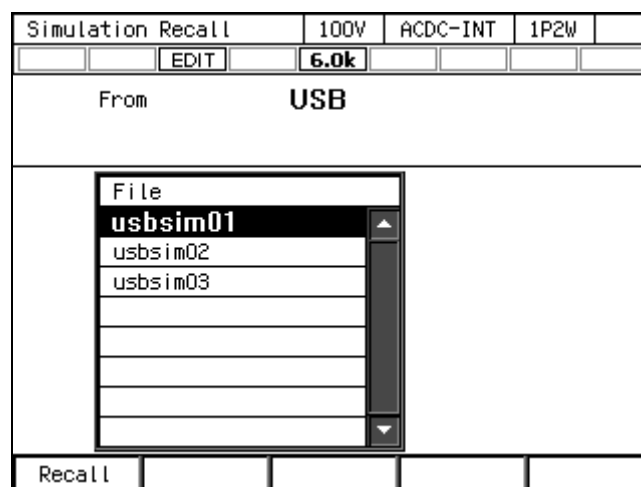 Simulation Recall 100V ACDC-INT 1P2W
EDIT 6.0k
From USB
File
usbsim01
usbsim02
usbsim03
Recall